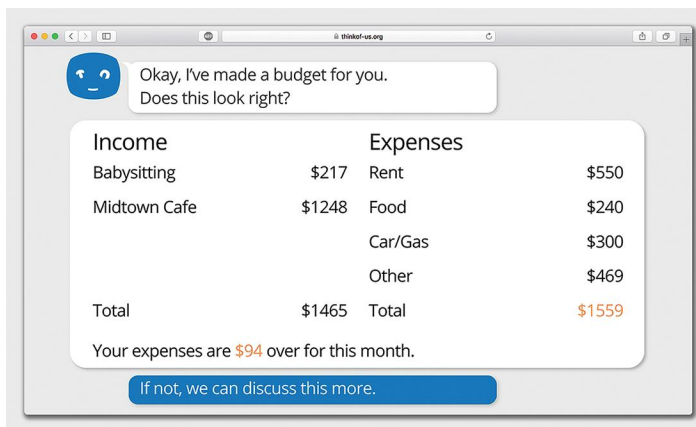 thinkof-us.org
Okay, I've made a budget for you.
Does this look right?
Income Expenses
Babysitting $217 Rent $550
Midtown Cafe $1248 Food $240
Car/Gas $300
Other $469
Total $1465 Total $1559
Your expenses are $94 over for this month.
If not, we can discuss this more.